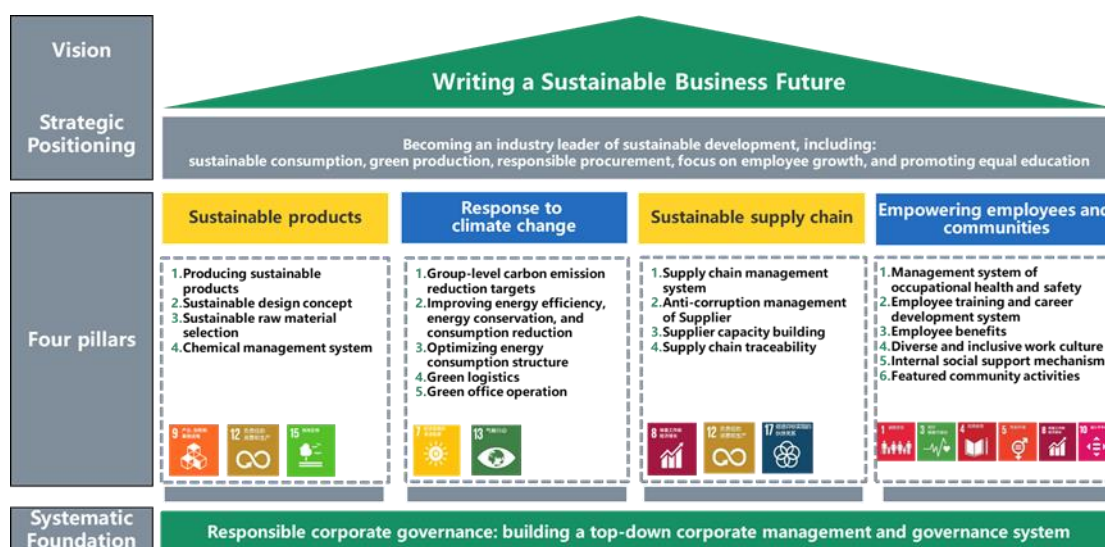 Vision
Writing a Sustainable Business Future
Strategic
Positioning
Becoming an industry leader of sustainable development, including:
sustainable consumption, green production, responsible procurement, focus on employee growth, and promoting equal education
Four pillars
Sustainable products
1.Producing sustainable
products
2.Sustainable design concept
3.Sustainable raw material
selection
4.Chemical management system
9
12
15
Response to
climate change
1.Group-level carbon emission
reduction targets
2.Improving energy efficiency,
energy conservation, and
consumption reduction
3.Optimizing energy
consumption structure
4.Green logistics
5.Green office operation
7
13 气候行动
Sustainable supply chain
1.Supply chain management
system
2.Anti-corruption management
of Supplier
3.Supplier capacity building
4.Supply chain traceability
8
12
17
Empowering employees and
communities
1.Management system of
occupational health and safety
2.Employee training and career
development system
3.Employee benefits
4.Diverse and inclusive work culture
5.Internal social support mechanism
6.Featured community activities
1
3
4
5
8
10
Systematic
Foundation
Responsible corporate governance: building a top-down corporate management and governance system